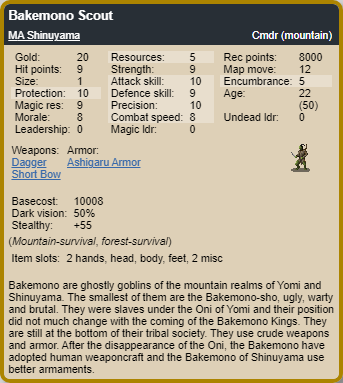 Bakemono Scout
MA Shinuyama Cmdr (mountain)
Gold: 20 Resources: 5 Rec points: 8000
Hit points: 9 Strength: 9 Map move: 12
Size: 1 Attack skill: 10 Encumbrance: 5
Protection: 10 Defence skill: 9 Age: 22
Magic res: 9 Precision: 10 (50)
Morale: 8 Combat speed: 8 Undead ldr: 0
Leadership: 0 Magic ldr: 0
Weapons: Armor:
Dagger Ashigaru Armor
Short Bow
Basecost: 10008
Dark vision: 50%
Stealthy: +55
(Mountain-survival, forest-survival)
Item slots: 2 hands, head, body, feet, 2 misc
Bakemono are ghostly goblins of the mountain realms of Yomi and
Shinuyama. The smallest of them are the Bakemono-sho, ugly, warty
and brutal. They were slaves under the Oni of Yomi and their position
did not much change with the coming of the Bakemono Kings. They
are still at the bottom of their tribal society. They use crude weapons
and armor. After the disappearance of the Oni, the Bakemono have
adopted human weaponcraft and the Bakemono of Shinuyama use
better armaments.